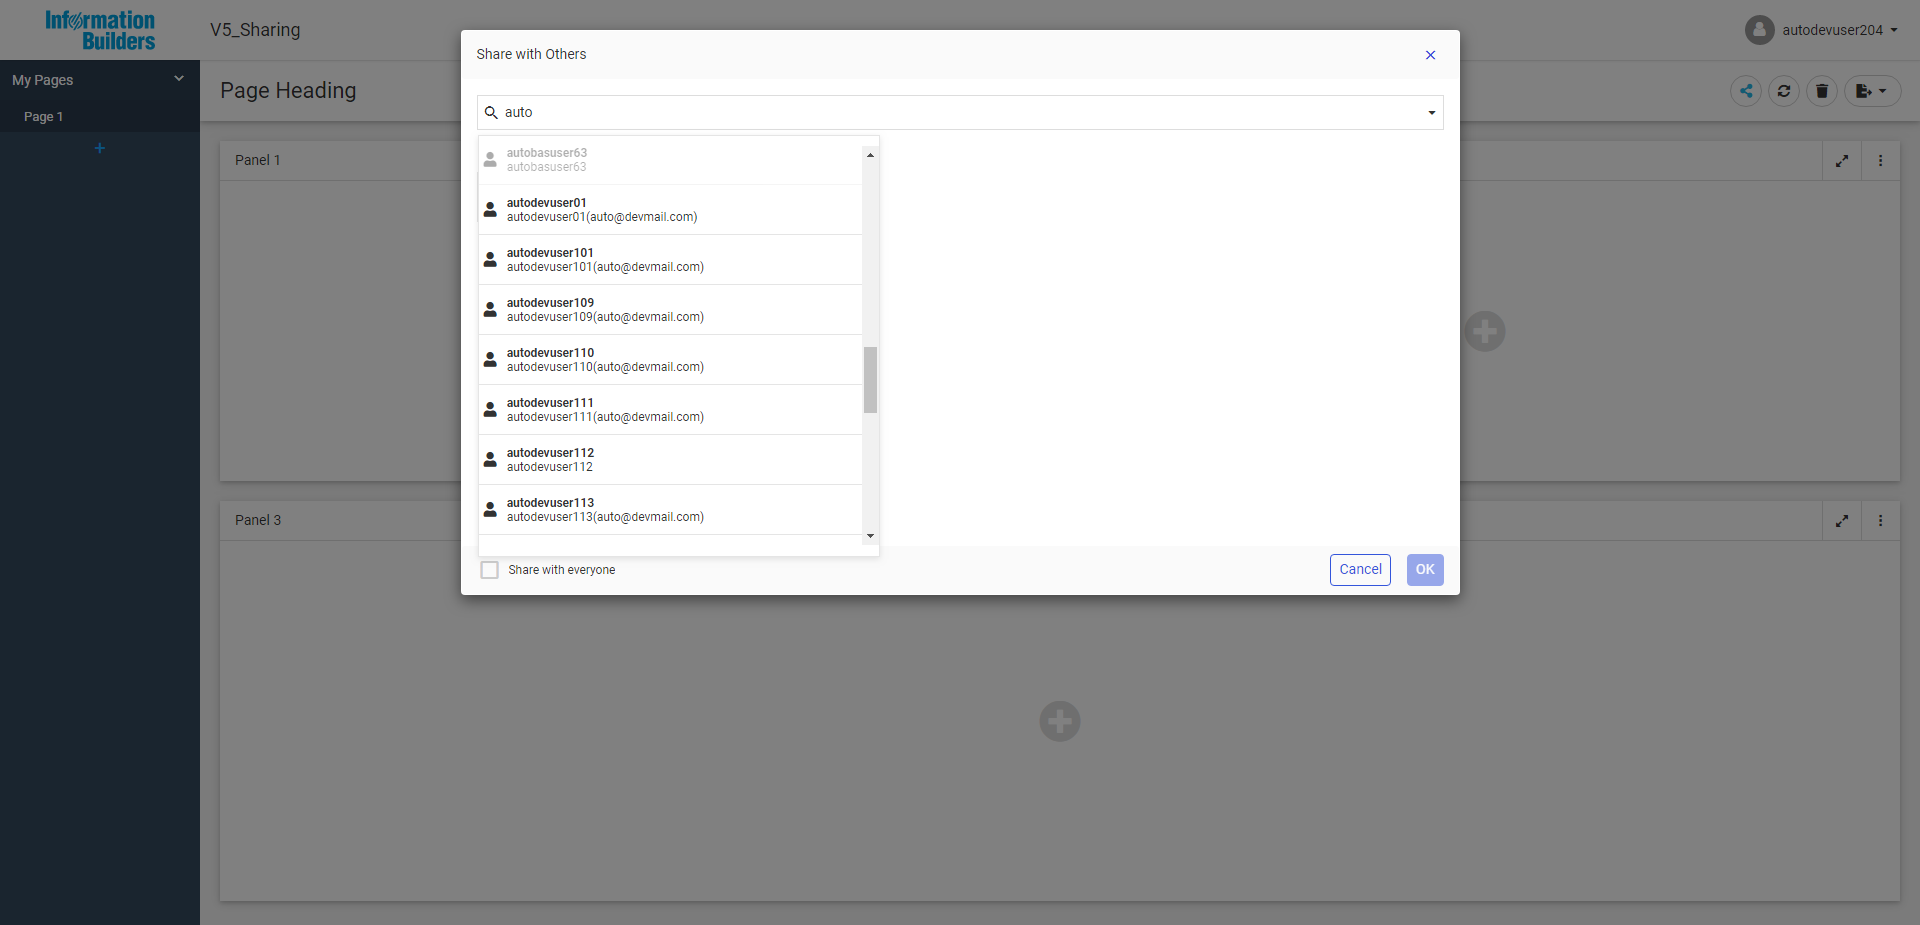 Information
Builders
V5_Sharing
autodevuser204
My Pages
Page 1
Page Heading
Panel 1
Panel 3
Share with Others
auto
autobasuser63
autobasuser63
autodevuser01
autodevuser01(auto@devmail.com)
autodevuser101
autodevuser101(auto@devmail.com)
autodevuser109
autodevuser109(auto@devmail.com)
autodevuser110
autodevuser110(auto@devmail.com)
autodevuser111
autodevuser111(auto@devmail.com)
autodevuser112
autodevuser112
autodevuser113
autodevuser113(auto@devmail.com)
Share with everyone
Cancel
OK